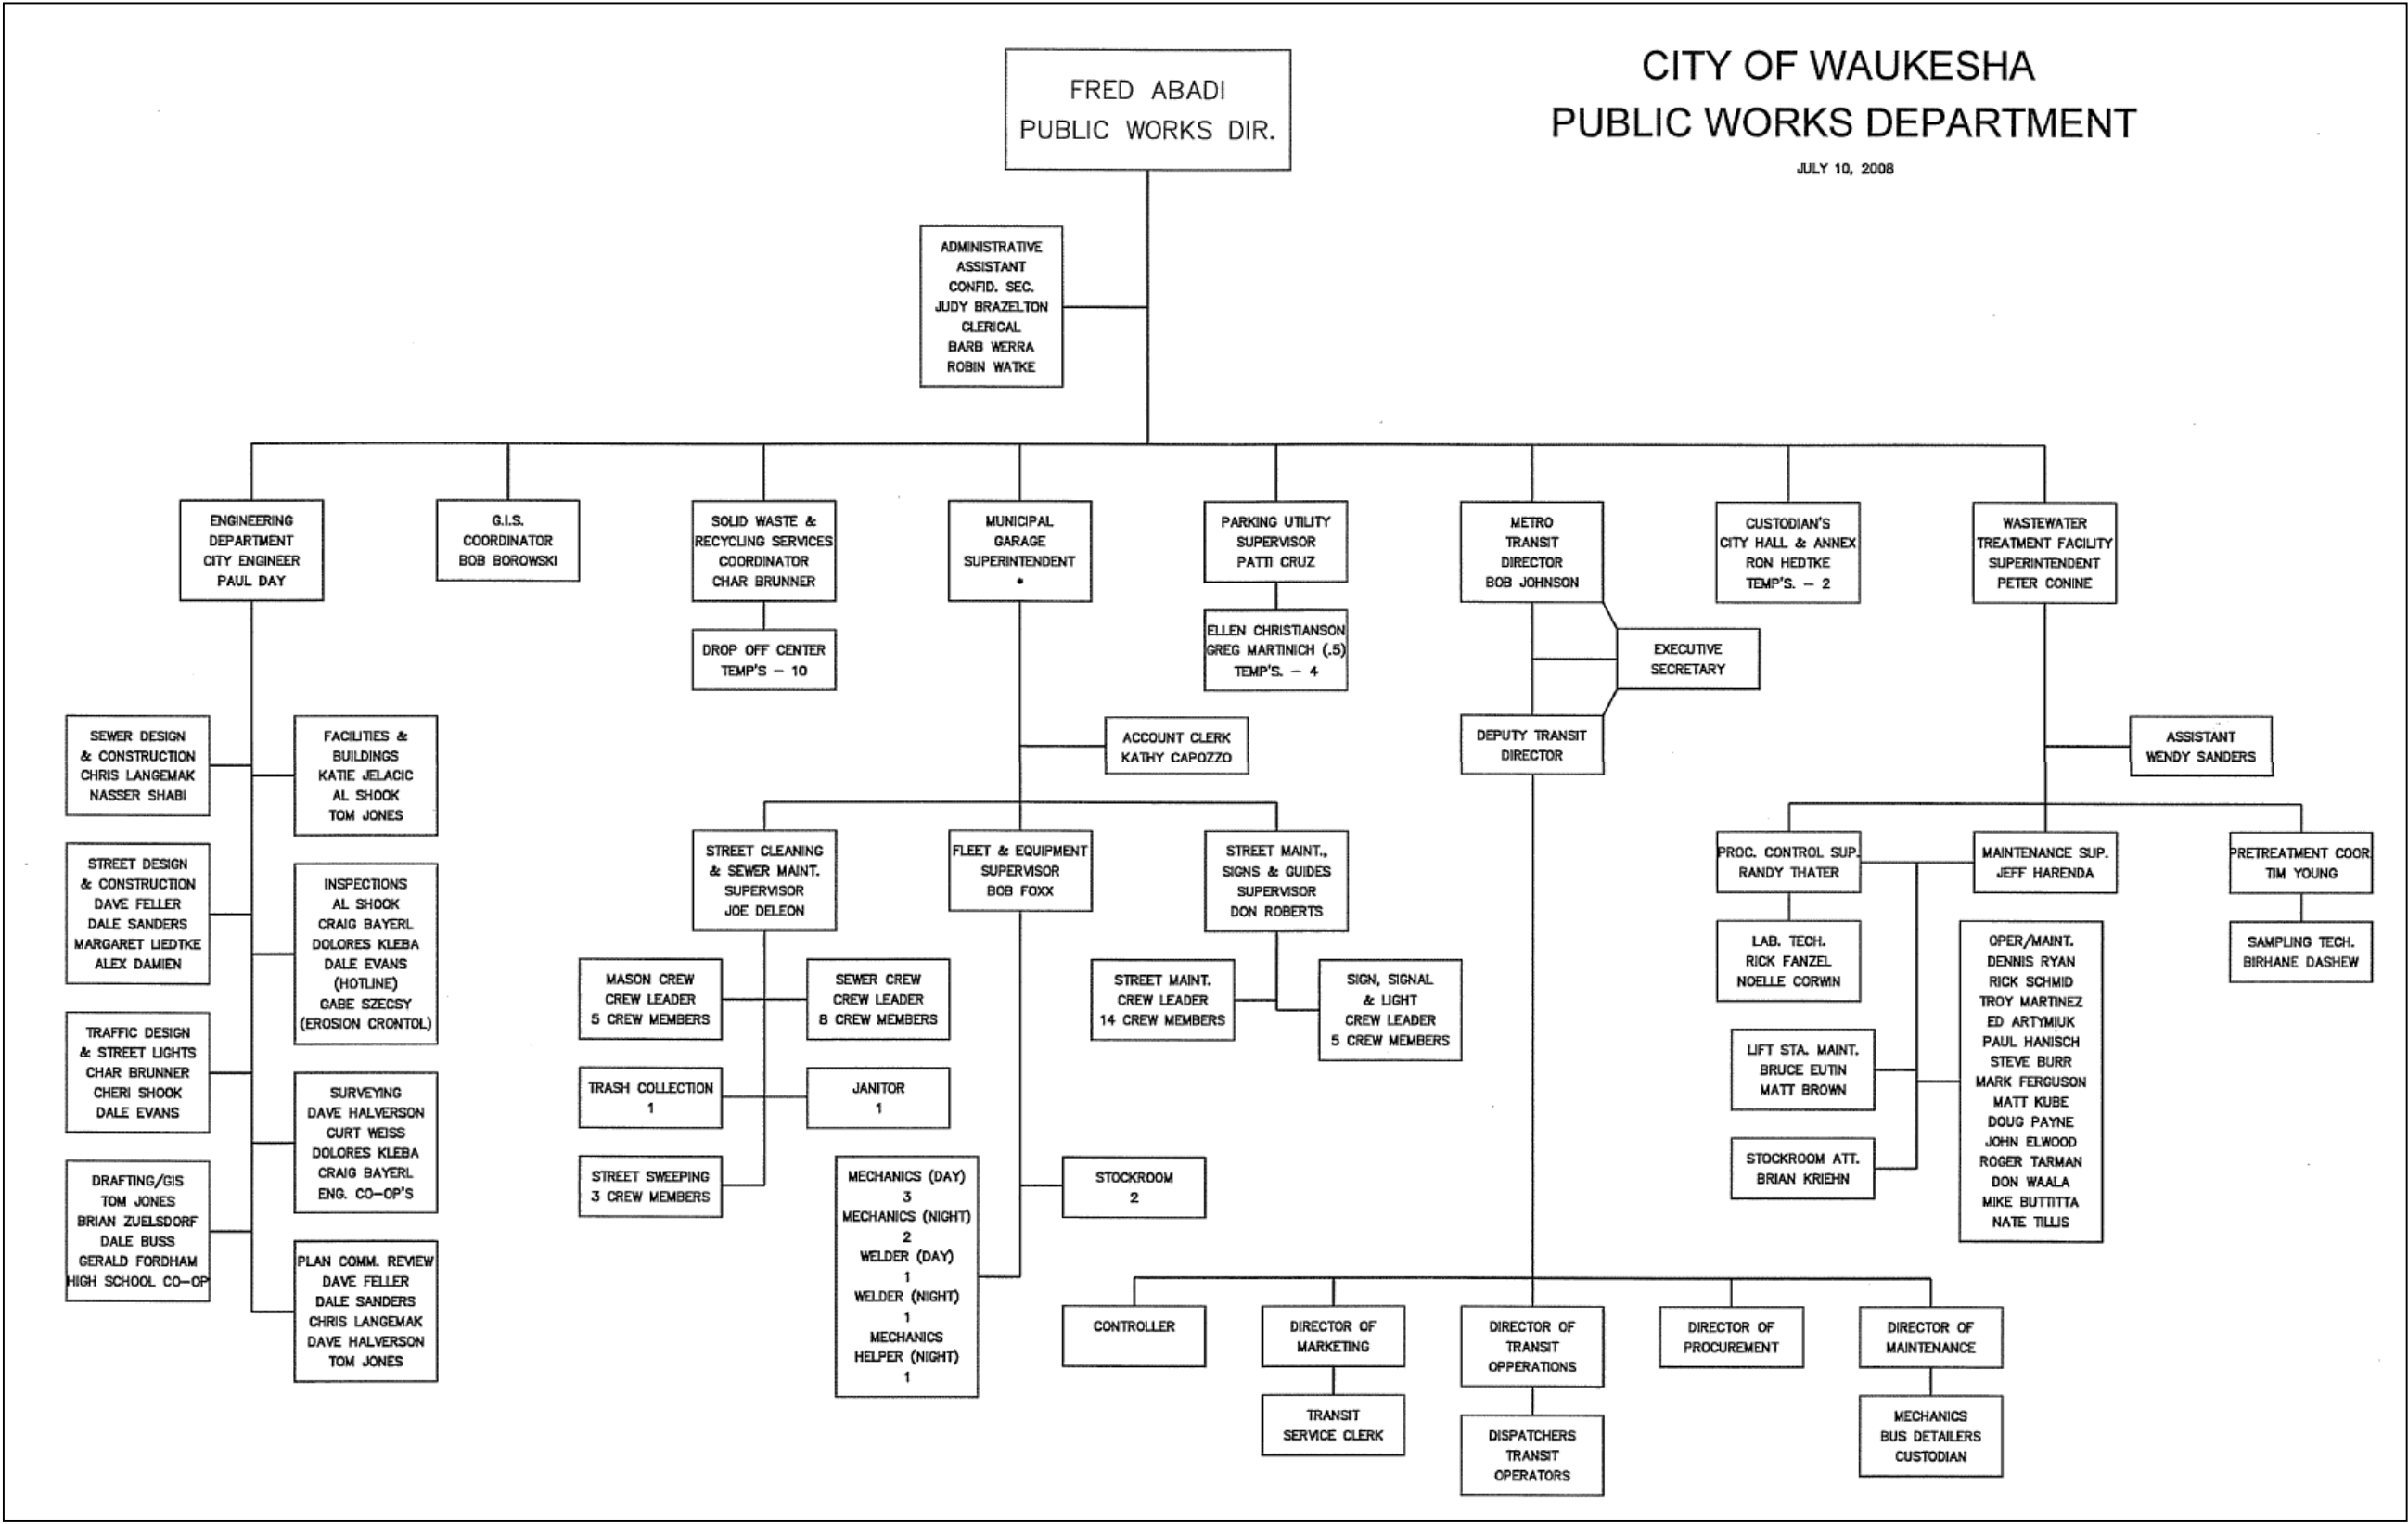 CITY OF WAUKESHA
PUBLIC WORKS DEPARTMENT
JULY 10, 2008
FRED ABADI
PUBLIC WORKS DIR.
ADMINISTRATIVE
ASSISTANT
CONFID. SEC.
JUDY BRAZELTON
CLERICAL
BARB WERRA
ROBIN WATKE
ENGINEERING
DEPARTMENT
CITY ENGINEER
PAUL DAY
G.I.S.
COORDINATOR
BOB BOROWSKI
SOLID WASTE &
RECYCLING SERVICES
COORDINATOR
CHAR BRUNNER
MUNICIPAL
GARAGE
SUPERINTENDENT
•
PARKING UTILITY
SUPERVISOR
PATTI CRUZ
METRO
TRANSIT
DIRECTOR
BOB JOHNSON
CUSTODIAN'S
CITY HALL & ANNEX
RON HEDTKE
TEMP'S. – 2
WASTEWATER
TREATMENT FACILITY
SUPERINTENDENT
PETER CONINE
DROP OFF CENTER
TEMP'S – 10
ELLEN CHRISTIANSON
GREG MARTINICH (.5)
TEMP'S. – 4
EXECUTIVE
SECRETARY
SEWER DESIGN
& CONSTRUCTION
CHRIS LANGEMAK
NASSER SHABI
FACILITIES &
BUILDINGS
KATIE JELACIC
AL SHOOK
TOM JONES
STREET DESIGN
& CONSTRUCTION
DAVE FELLER
DALE SANDERS
MARGARET LIEDTKE
ALEX DAMIEN
INSPECTIONS
AL SHOOK
CRAIG BAYERL
DOLORES KLEBA
DALE EVANS
(HOTLINE)
GABE SZECSY
(EROSION CRONTOL)
TRAFFIC DESIGN
& STREET LIGHTS
CHAR BRUNNER
CHERI SHOOK
DALE EVANS
SURVEYING
DAVE HALVERSON
CURT WEISS
DOLORES KLEBA
CRAIG BAYERL
ENG. CO–OP'S
DRAFTING/GIS
TOM JONES
BRIAN ZUELSDORF
DALE BUSS
GERALD FORDHAM
HIGH SCHOOL CO–OP
PLAN COMM. REVIEW
DAVE FELLER
DALE SANDERS
CHRIS LANGEMAK
DAVE HALVERSON
TOM JONES
ACCOUNT CLERK
KATHY CAPOZZO
STREET CLEANING
& SEWER MAINT.
SUPERVISOR
JOE DELEON
FLEET & EQUIPMENT
SUPERVISOR
BOB FOXX
STREET MAINT.,
SIGNS & GUIDES
SUPERVISOR
DON ROBERTS
MASON CREW
CREW LEADER
5 CREW MEMBERS
SEWER CREW
CREW LEADER
8 CREW MEMBERS
TRASH COLLECTION
1
JANITOR
1
STREET SWEEPING
3 CREW MEMBERS
MECHANICS (DAY)
3
MECHANICS (NIGHT)
2
WELDER (DAY)
1
WELDER (NIGHT)
1
MECHANICS
HELPER (NIGHT)
1
STOCKROOM
2
STREET MAINT.
CREW LEADER
14 CREW MEMBERS
SIGN, SIGNAL
& LIGHT
CREW LEADER
5 CREW MEMBERS
DEPUTY TRANSIT
DIRECTOR
CONTROLLER
DIRECTOR OF
MARKETING
TRANSIT
SERVICE CLERK
DIRECTOR OF
TRANSIT
OPPERATIONS
DISPATCHERS
TRANSIT
OPERATORS
DIRECTOR OF
PROCUREMENT
DIRECTOR OF
MAINTENANCE
MECHANICS
BUS DETAILERS
CUSTODIAN
ASSISTANT
WENDY SANDERS
PROC. CONTROL SUP.
RANDY THATER
MAINTENANCE SUP.
JEFF HARENDA
PRETREATMENT COOR
TIM YOUNG
LAB. TECH.
RICK FANZEL
NOELLE CORWIN
SAMPLING TECH.
BIRHANE DASHEW
LIFT STA. MAINT.
BRUCE EUTIN
MATT BROWN
STOCKROOM ATT.
BRIAN KRIEHN
OPER/MAINT.
DENNIS RYAN
RICK SCHMID
TROY MARTINEZ
ED ARTYMIUK
PAUL HANISCH
STEVE BURR
MARK FERGUSON
MATT KUBE
DOUG PAYNE
JOHN ELWOOD
ROGER TARMAN
DON WAALA
MIKE BUTTITTA
NATE TILLIS